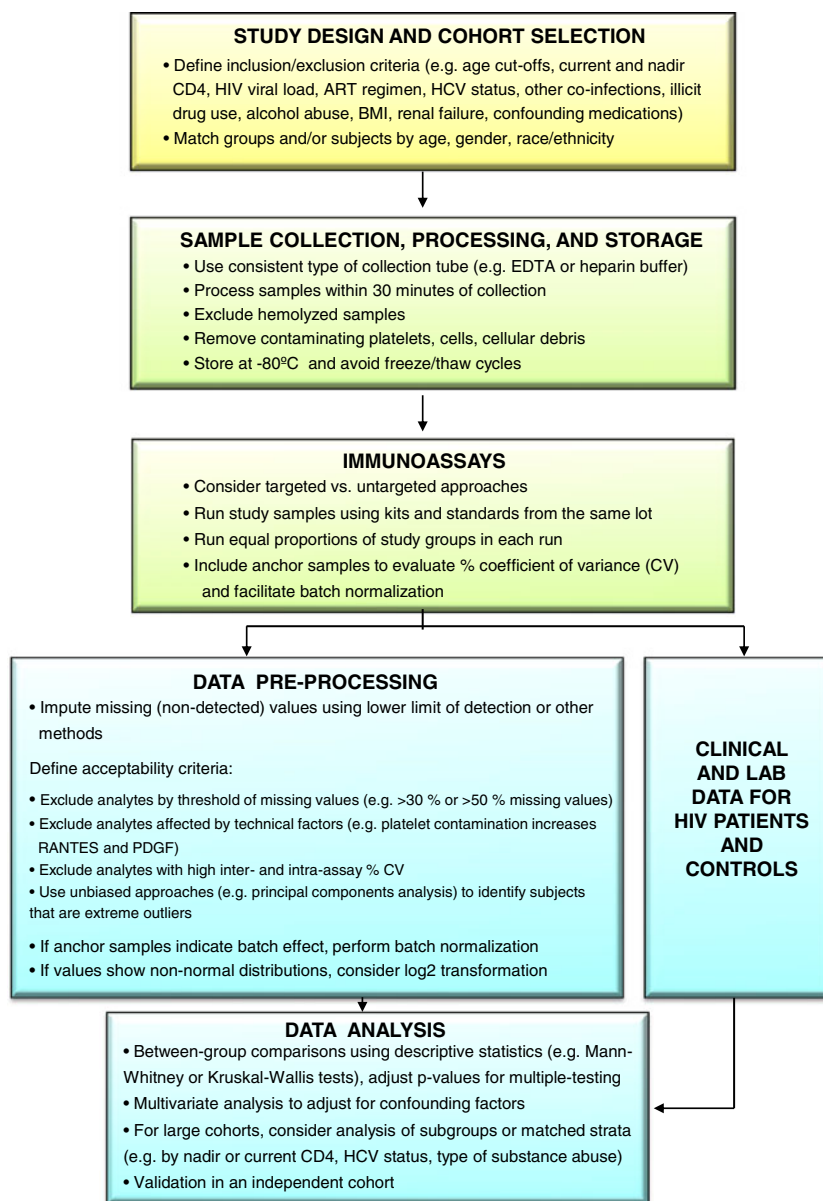 STUDY DESIGN AND COHORT SELECTION
• Define inclusion/exclusion criteria (e.g. age cut-offs, current and nadir
CD4, HIV viral load, ART regimen, HCV status, other co-infections, illicit
drug use, alcohol abuse, BMI, renal failure, confounding medications)
• Match groups and/or subjects by age, gender, race/ethnicity
SAMPLE COLLECTION, PROCESSING, AND STORAGE
• Use consistent type of collection tube (e.g. EDTA or heparin buffer)
• Process samples within 30 minutes of collection
• Exclude hemolyzed samples
• Remove contaminating platelets, cells, cellular debris
• Store at -80ºC and avoid freeze/thaw cycles
IMMUNOASSAYS
• Consider targeted vs. untargeted approaches
• Run study samples using kits and standards from the same lot
• Run equal proportions of study groups in each run
• Include anchor samples to evaluate % coefficient of variance (CV)
and facilitate batch normalization
DATA PRE-PROCESSING
• Impute missing (non-detected) values using lower limit of detection or other
methods
Define acceptability criteria:
• Exclude analytes by threshold of missing values (e.g. >30 % or >50 % missing values)
• Exclude analytes affected by technical factors (e.g. platelet contamination increases
RANTES and PDGF)
• Exclude analytes with high inter- and intra-assay % CV
• Use unbiased approaches (e.g. principal components analysis) to identify subjects
that are extreme outliers
• If anchor samples indicate batch effect, perform batch normalization
• If values show non-normal distributions, consider log2 transformation
CLINICAL
AND LAB
DATA FOR
HIV PATIENTS
AND
CONTROLS
DATA ANALYSIS
• Between-group comparisons using descriptive statistics (e.g. Mann-
Whitney or Kruskal-Wallis tests), adjust p-values for multiple-testing
• Multivariate analysis to adjust for confounding factors
• For large cohorts, consider analysis of subgroups or matched strata
(e.g. by nadir or current CD4, HCV status, type of substance abuse)
• Validation in an independent cohort